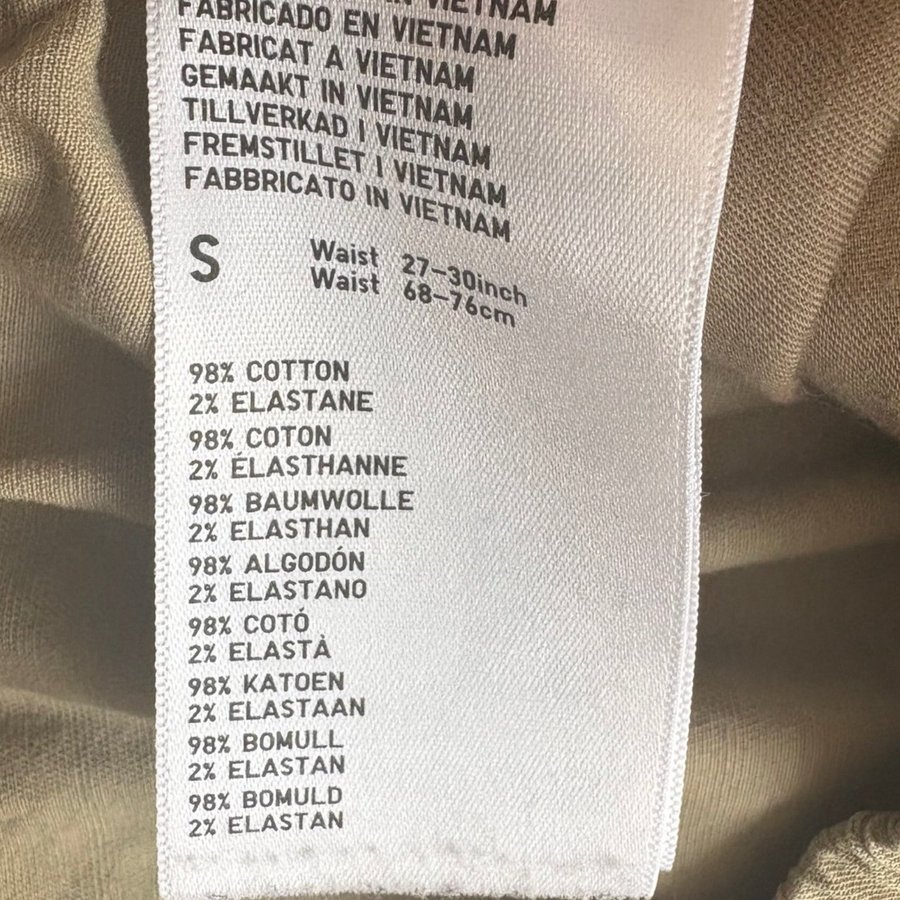 VIETNAM
FABRICADO EN VIETNAM
FABRICAT A VIETNAM
GEMAAKT IN VIETNAM
TILLVERKAD I VIETNAM
FREMSTILLET I VIETNAM
FABBRICATO IN VIETNAM
S
Waist 27–30inch
Waist 68–76cm
98% COTTON
2% ELASTANE
98% COTON
2% ÉLASTHANNE
98% BAUMWOLLE
2% ELASTHAN
98% ALGODÓN
2% ELASTANO
98% COTÓ
2% ELASTÀ
98% KATOEN
2% ELASTAAN
98% BOMULL
2% ELASTAN
98% BOMULD
2% ELASTAN